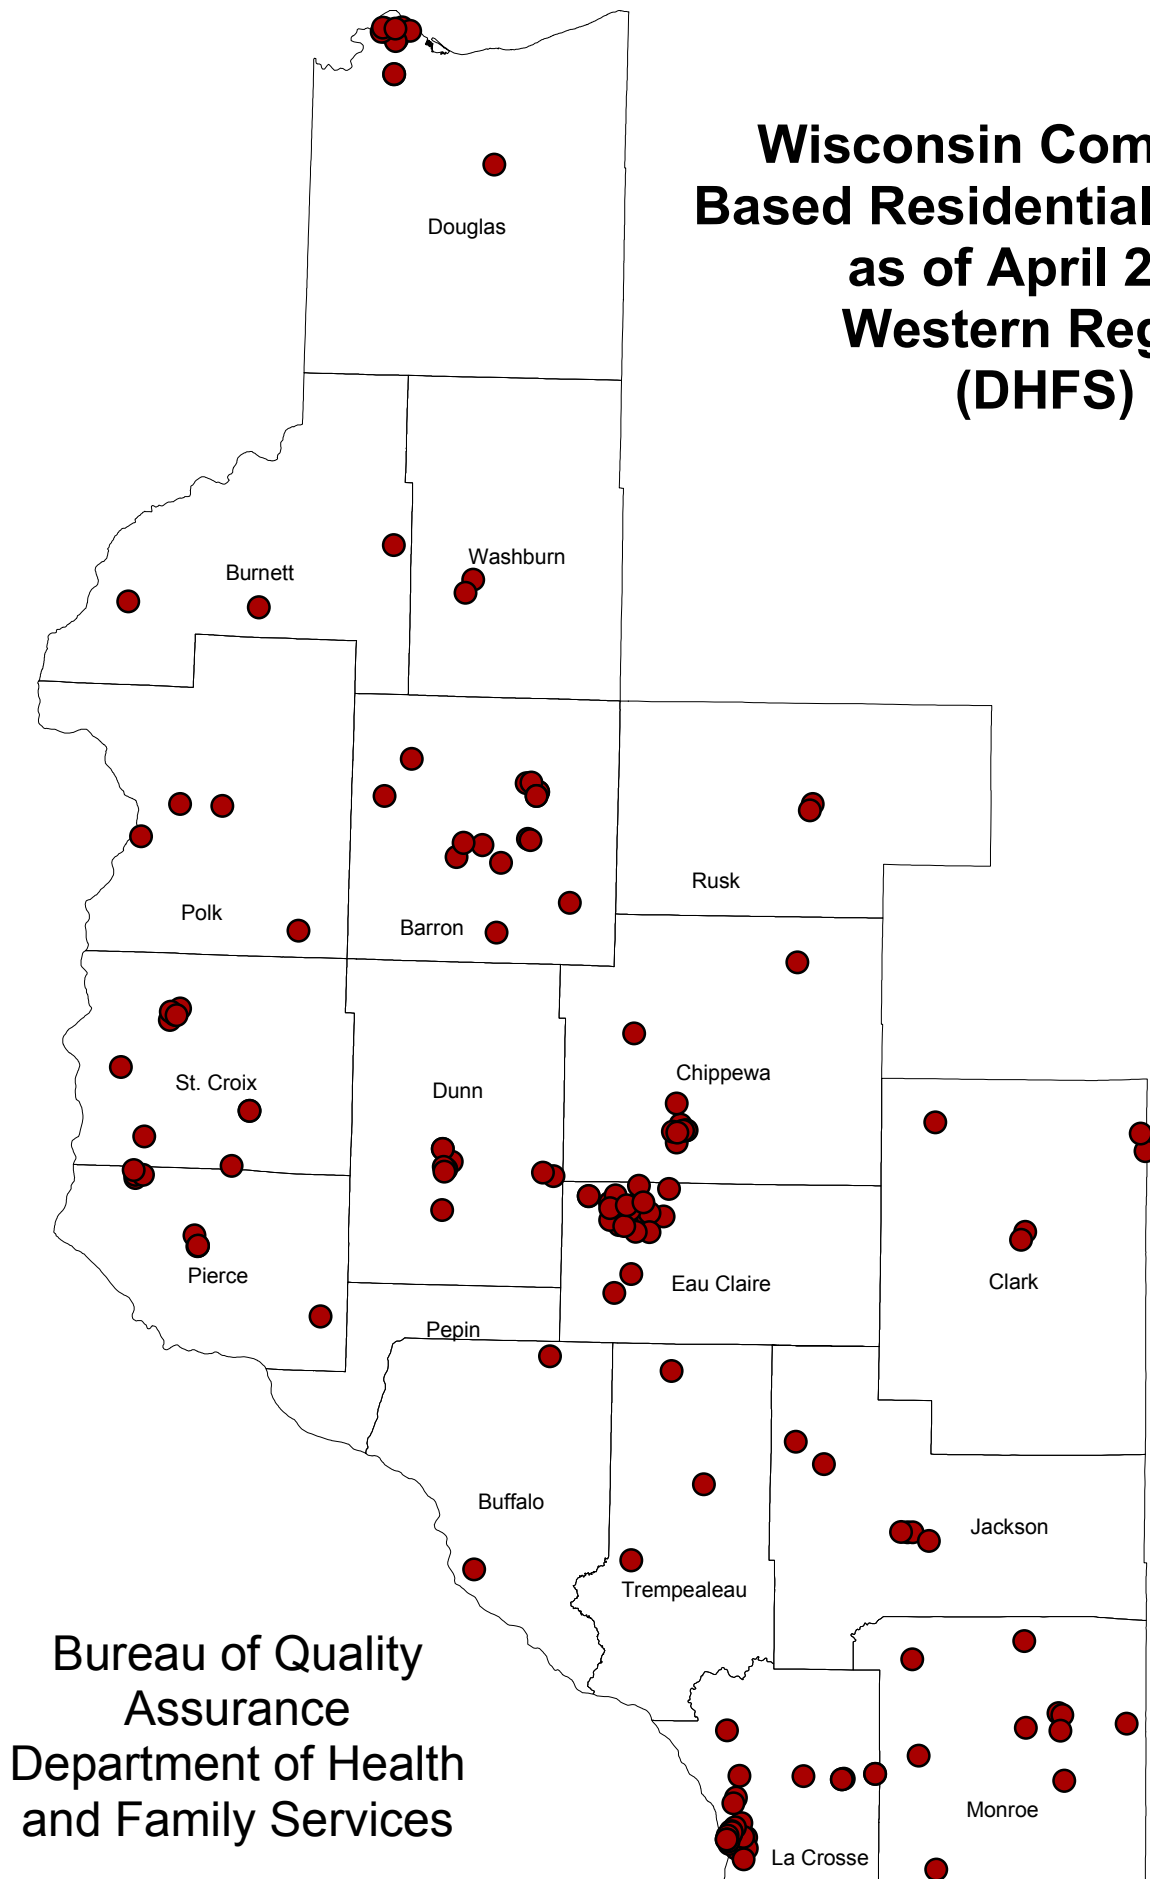 Wisconsin Com
Based Residential
as of April 2
Western Reg
(DHFS)
Douglas
Burnett
Washburn
Polk
Barron
Rusk
St. Croix
Dunn
Chippewa
Pierce
Pepin
Eau Claire
Clark
Buffalo
Trempealeau
Jackson
Monroe
La Crosse
Bureau of Quality
Assurance
Department of Health
and Family Services